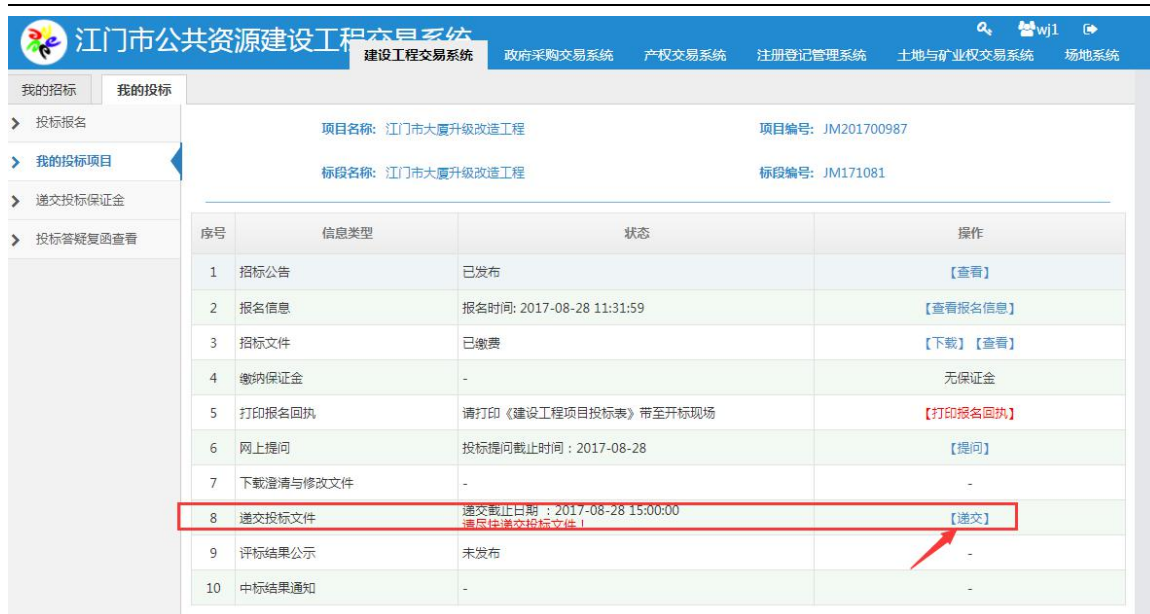 江门市公共资源建设工程交易系统
wj1
建设工程交易系统 政府采购交易系统 产权交易系统 注册登记管理系统 土地与矿业权交易系统 场地系统
我的招标 我的投标
投标报名
我的投标项目
递交投标保证金
投标答疑复函查看
项目名称: 江门市大厦升级改造工程 项目编号: JM201700987
标段名称: 江门市大厦升级改造工程 标段编号: JM171081
序号 信息类型 状态 操作
1 招标公告 已发布 【查看】
2 报名信息 报名时间: 2017-08-28 11:31:59 【查看报名信息】
3 招标文件 已缴费 【下载】【查看】
4 缴纳保证金 - 无保证金
5 打印报名回执 请打印《建设工程项目投标表》带至开标现场 【打印报名回执】
6 网上提问 投标提问截止时间：2017-08-28 【提问】
7 下载澄清与修改文件 - -
8 递交投标文件 递交截止日期 ：2017-08-28 15:00:00 【递交】
请尽快递交投标文件！
9 评标结果公示 未发布 -
10 中标结果通知 - -